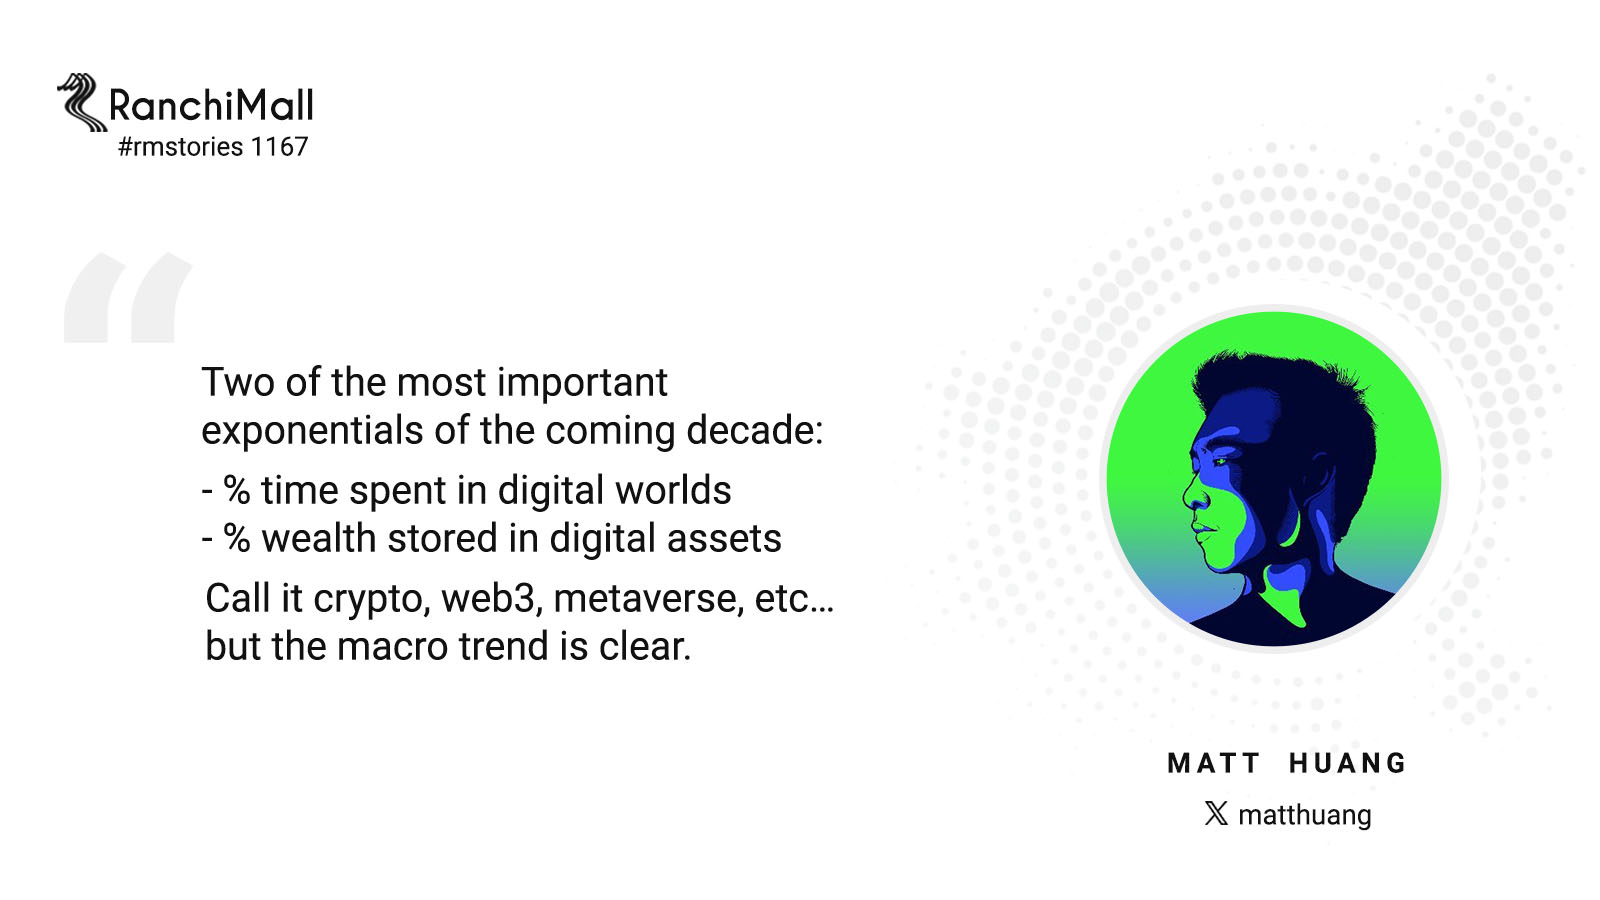 RanchiMall
#rmstories 1167
“
Two of the most important
exponentials of the coming decade:
- % time spent in digital worlds
- % wealth stored in digital assets
Call it crypto, web3, metaverse, etc...
but the macro trend is clear.
MATT HUANG
𝕏 matthuang